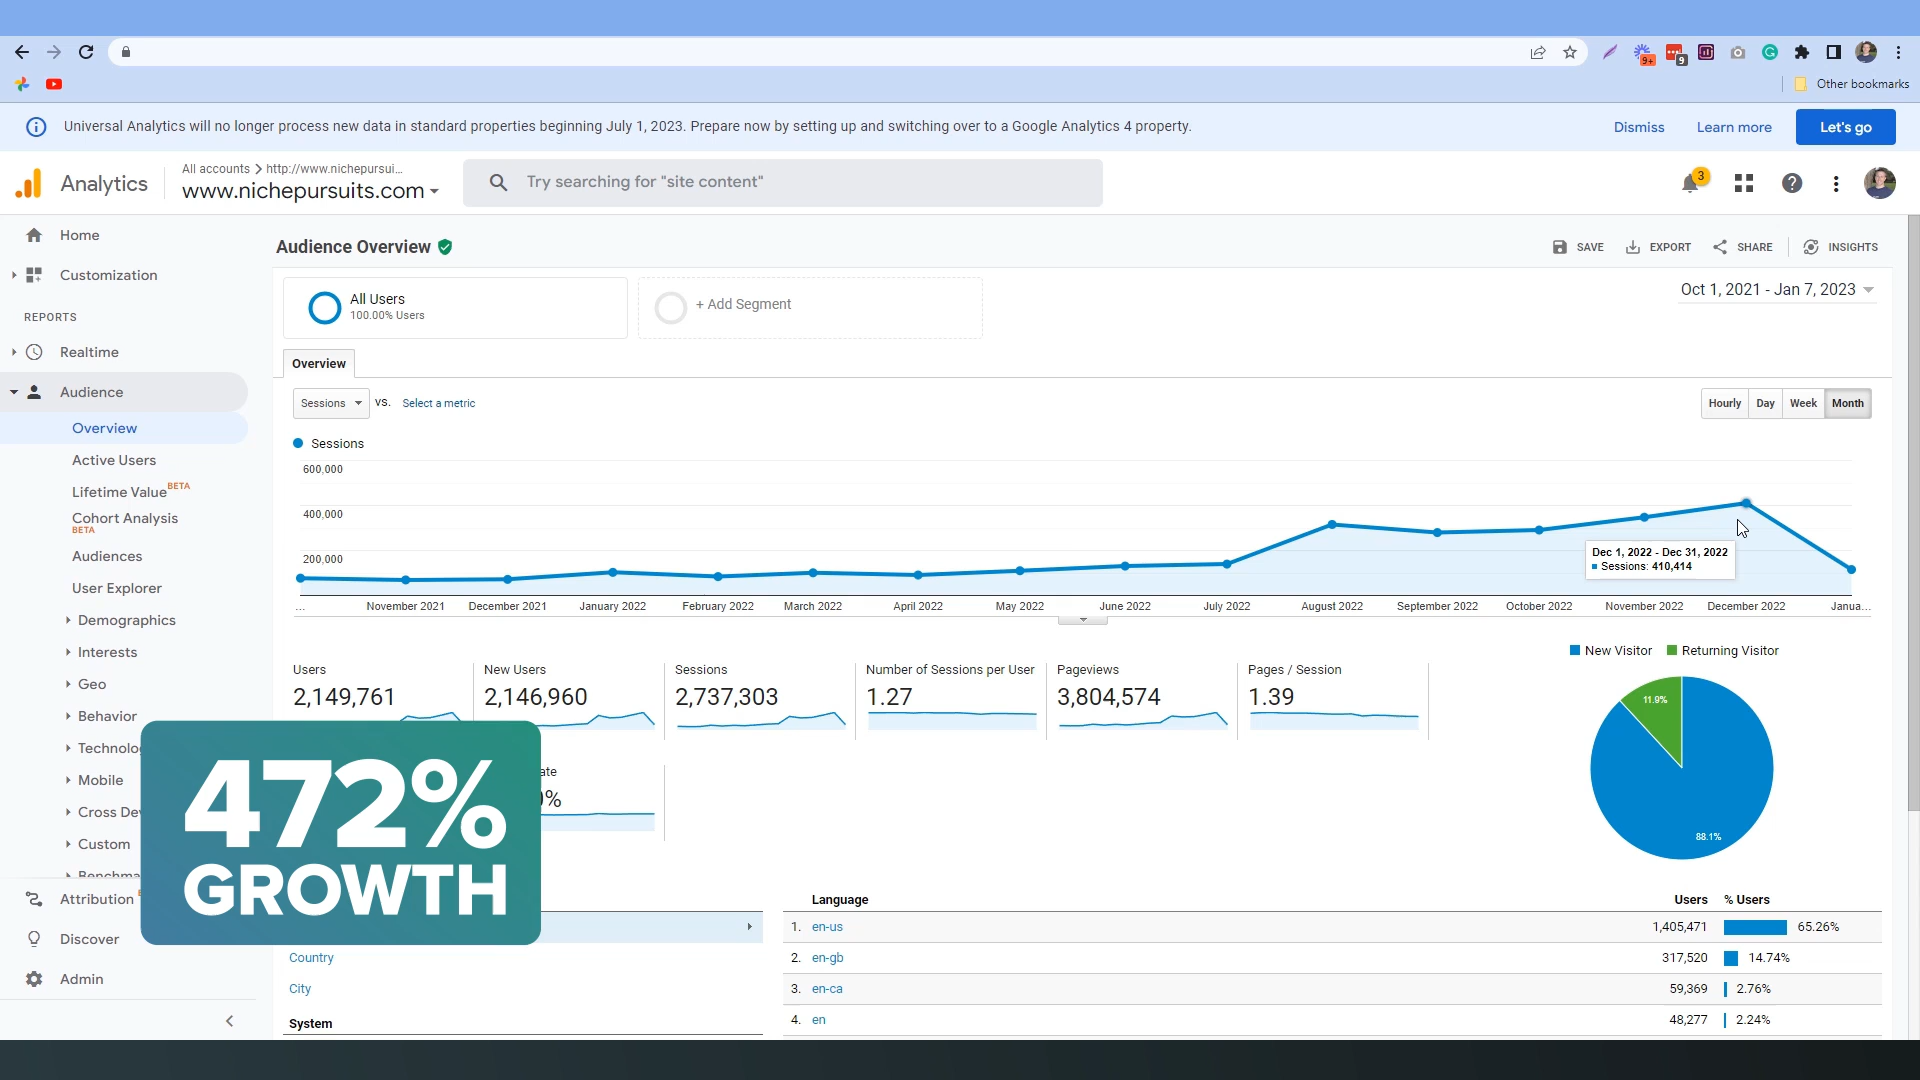 9+
9
Other bookmarks
Universal Analytics will no longer process new data in standard properties beginning July 1, 2023. Prepare now by setting up and switching over to a Google Analytics 4 property.
Dismiss
Learn more
Let's go
Analytics
All accounts > http://www.nichepursui...
www.nichepursuits.com
Try searching for "site content"
3
Home
Customization
REPORTS
Realtime
Audience
Overview
Active Users
Lifetime Value BETA
Cohort Analysis
BETA
Audiences
User Explorer
Demographics
Interests
Geo
Behavior
Mobile
Custom
Attribution
Discover
Admin
Audience Overview
SAVE
EXPORT
SHARE
INSIGHTS
All Users
100.00% Users
+ Add Segment
Oct 1, 2021 - Jan 7, 2023
Overview
Sessions
vs.
Select a metric
Hourly
Day
Week
Month
Sessions
600,000
400,000
200,000
Dec 1, 2022 - Dec 31, 2022
Sessions: 410,414
...
November 2021
December 2021
January 2022
February 2022
March 2022
April 2022
May 2022
June 2022
July 2022
August 2022
September 2022
October 2022
November 2022
December 2022
Janua...
Users
2,149,761
New Users
2,146,960
Sessions
2,737,303
Number of Sessions per User
1.27
Pageviews
3,804,574
Pages / Session
1.39
New Visitor
Returning Visitor
11.9%
88.1%
472%
GROWTH
Country
City
System
Language
Users
% Users
1. en-us 1,405,471 65.26%
2. en-gb 317,520 14.74%
3. en-ca 59,369 2.76%
4. en 48,277 2.24%